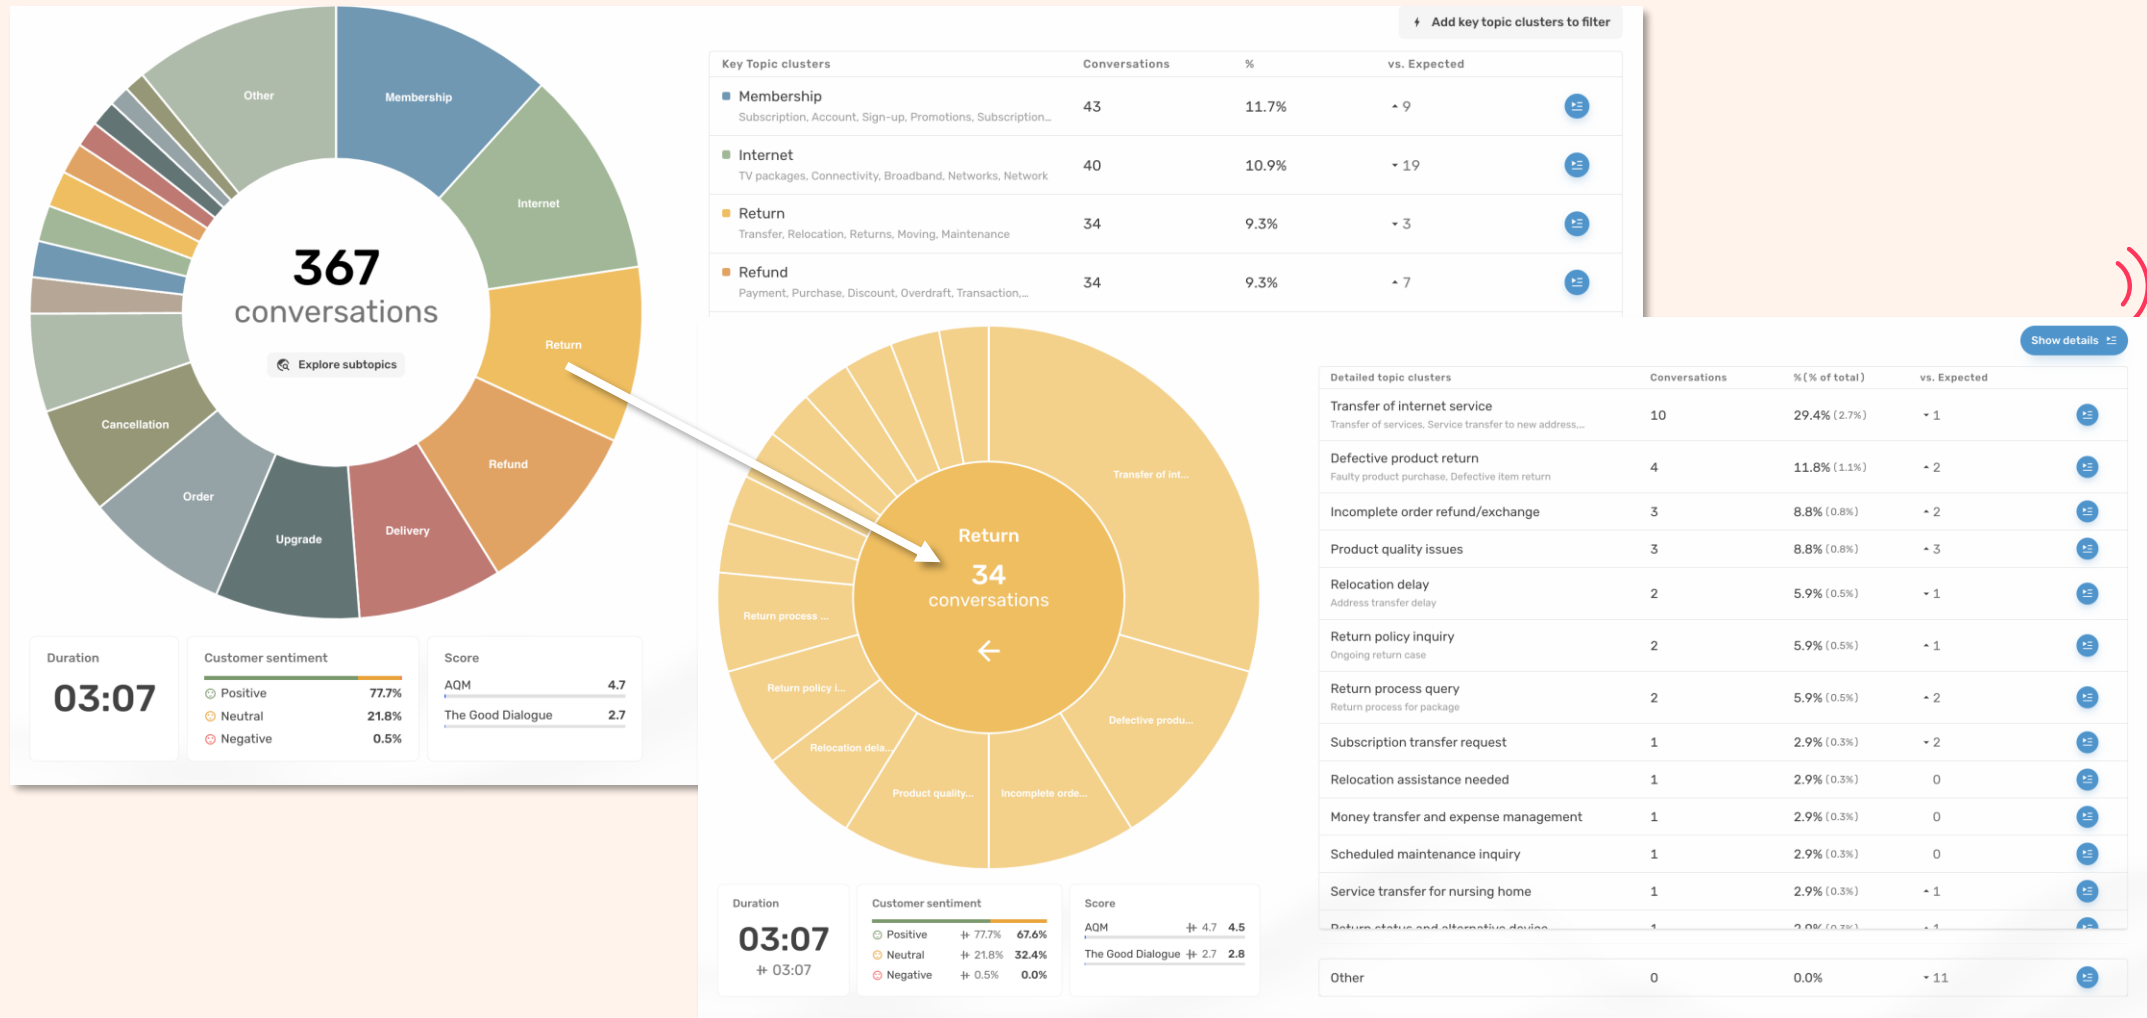 Other
Membership
Internet
Return
Refund
Delivery
Upgrade
Order
Cancellation
367
conversations
Explore subtopics
Duration
03:07
Customer sentiment
Positive 77.7%
Neutral 21.8%
Negative 0.5%
Score
AQM 4.7
The Good Dialogue 2.7
Add key topic clusters to filter
Key Topic clusters Conversations % vs. Expected
Membership 43 11.7% 9
Subscription, Account, Sign-up, Promotions, Subscription...
Internet 40 10.9% 19
TV packages, Connectivity, Broadband, Networks, Network
Return 34 9.3% 3
Transfer, Relocation, Returns, Moving, Maintenance
Refund 34 9.3% 7
Payment, Purchase, Discount, Overdraft, Transaction,...
Transfer of int...
Defective produ...
Incomplete orde...
Product quality...
Relocation dela...
Return policy i...
Return process ...
Return
34
conversations
Duration
03:07
03:07
Customer sentiment
Positive 77.7% 67.6%
Neutral 21.8% 32.4%
Negative 0.5% 0.0%
Score
AQM 4.7 4.5
The Good Dialogue 2.7 2.8
Show details
Detailed topic clusters Conversations % (% of total) vs. Expected
Transfer of internet service 10 29.4% (2.7%) 1
Transfer of services, Service transfer to new address,...
Defective product return 4 11.8% (1.1%) 2
Faulty product purchase, Defective item return
Incomplete order refund/exchange 3 8.8% (0.8%) 2
Product quality issues 3 8.8% (0.8%) 3
Relocation delay 2 5.9% (0.5%) 1
Address transfer delay
Return policy inquiry 2 5.9% (0.5%) 1
Ongoing return case
Return process query 2 5.9% (0.5%) 2
Return process for package
Subscription transfer request 1 2.9% (0.3%) 2
Relocation assistance needed 1 2.9% (0.3%) 0
Money transfer and expense management 1 2.9% (0.3%) 0
Scheduled maintenance inquiry 1 2.9% (0.3%) 0
Service transfer for nursing home 1 2.9% (0.3%) 1
Return status and alternative device 1 2.9% (0.3%) 1
Other 0 0.0% 11